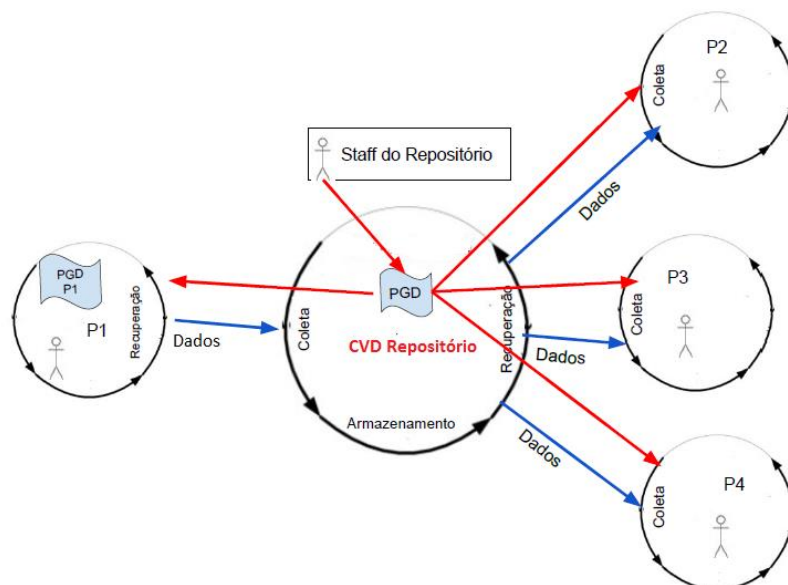 P2
Coleta
Staff do Repositório
Dados
PGD
P1
P1
Recuperação
Dados
Coleta
PGD
CVD Repositório
Recuperação
Armazenamento
P3
Coleta
Dados
Dados
P4
Coleta